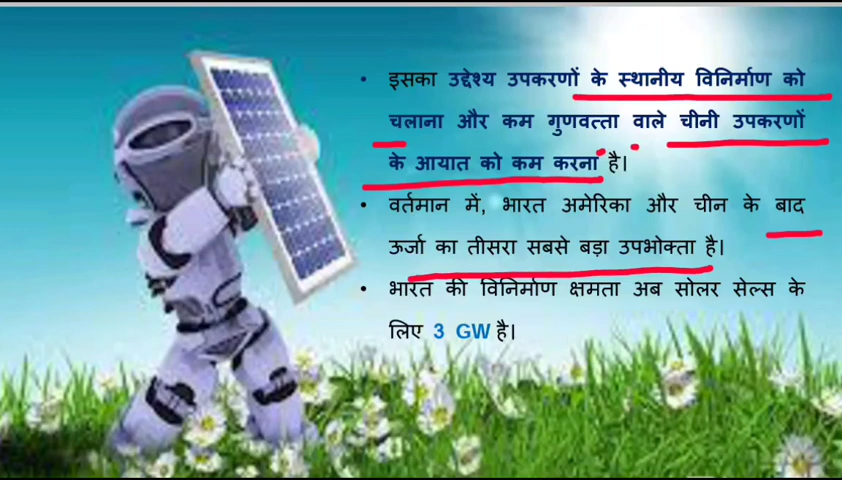 इसका उद्देश्य उपकरणों के स्थानीय विनिर्माण को
चलाना और कम गुणवत्ता वाले चीनी उपकरणों
के आयात को कम करना है।
वर्तमान में, भारत अमेरिका और चीन के बाद
ऊर्जा का तीसरा सबसे बड़ा उपभोक्ता है।
भारत की विनिर्माण क्षमता अब सोलर सेल्स के
लिए 3 GW है।